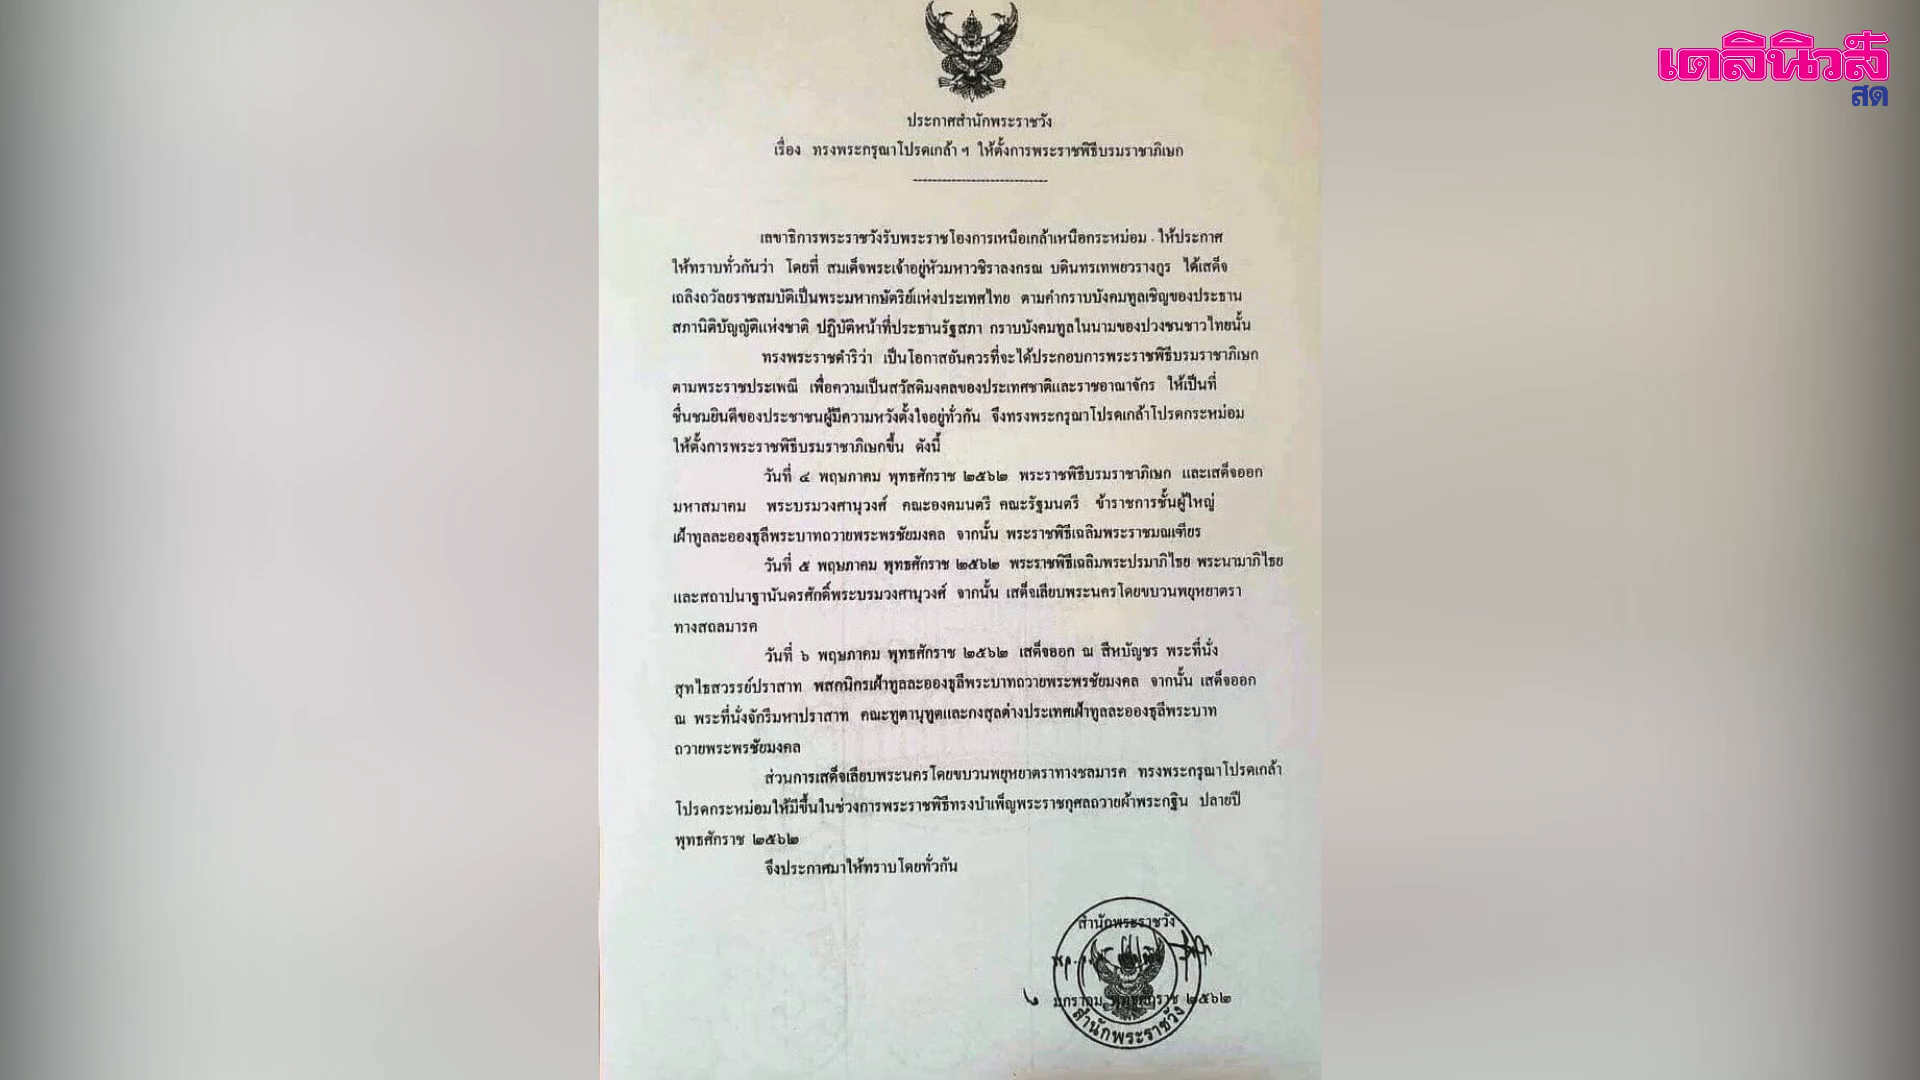 เดลินิวส์
สด
ประกาศสำนักพระราชวัง
เรื่อง ทรงพระกรุณาโปรดเกล้า ฯ ให้ตั้งการพระราชพิธีบรมราชาภิเษก
----------------------------
เลขาธิการพระราชวังรับพระราชโองการเหนือเกล้าเหนือกระหม่อม ให้ประกาศ
ให้ทราบทั่วกันว่า โดยที่ สมเด็จพระเจ้าอยู่หัวมหาวชิราลงกรณ บดินทรเทพยวรางกูร ได้เสด็จ
เถลิงถวัลยราชสมบัติเป็นพระมหากษัตริย์แห่งประเทศไทย ตามคำกราบบังคมทูลเชิญของประธาน
สภานิติบัญญัติแห่งชาติ ปฏิบัติหน้าที่ประธานรัฐสภา กราบบังคมทูลในนามของปวงชนชาวไทยนั้น
ทรงพระราชดำริว่า เป็นโอกาสอันควรที่จะได้ประกอบการพระราชพิธีบรมราชาภิเษก
ตามพระราชประเพณี เพื่อความเป็นสวัสดิมงคลของประเทศชาติและราชอาณาจักร ให้เป็นที่
ชื่นชมยินดีของประชาชนผู้มีความหวังตั้งใจอยู่ทั่วกัน จึงทรงพระกรุณาโปรดเกล้าโปรดกระหม่อม
ให้ตั้งการพระราชพิธีบรมราชาภิเษกขึ้น ดังนี้
วันที่ ๔ พฤษภาคม พุทธศักราช ๒๕๖๒ พระราชพิธีบรมราชาภิเษก และเสด็จออก
มหาสมาคม พระบรมวงศานุวงศ์ คณะองคมนตรี คณะรัฐมนตรี ข้าราชการชั้นผู้ใหญ่
เฝ้าทูลละอองธุลีพระบาทถวายพระพรชัยมงคล จากนั้น พระราชพิธีเฉลิมพระราชมณเฑียร
วันที่ ๕ พฤษภาคม พุทธศักราช ๒๕๖๒ พระราชพิธีเฉลิมพระปรมาภิไธย พระนามาภิไธย
และสถาปนาฐานันดรศักดิ์พระบรมวงศานุวงศ์ จากนั้น เสด็จเลียบพระนครโดยขบวนพยุหยาตรา
ทางสถลมารค
วันที่ ๖ พฤษภาคม พุทธศักราช ๒๕๖๒ เสด็จออก ณ สีหบัญชร พระที่นั่ง
สุทไธสวรรย์ปราสาท พสกนิกรเฝ้าทูลละอองธุลีพระบาทถวายพระพรชัยมงคล จากนั้น เสด็จออก
ณ พระที่นั่งจักรีมหาปราสาท คณะทูตานุทูตและกงสุลต่างประเทศเฝ้าทูลละอองธุลีพระบาท
ถวายพระพรชัยมงคล
ส่วนการเสด็จเลียบพระนครโดยขบวนพยุหยาตราทางชลมารค ทรงพระกรุณาโปรดเกล้า
โปรดกระหม่อมให้มีขึ้นในช่วงการพระราชพิธีทรงบำเพ็ญพระราชกุศลถวายผ้าพระกฐิน ปลายปี
พุทธศักราช ๒๕๖๒
จึงประกาศมาให้ทราบโดยทั่วกัน
สำนักพระราชวัง
มกราคม พุทธศักราช ๒๕๖๒
สำนักพระราชวัง